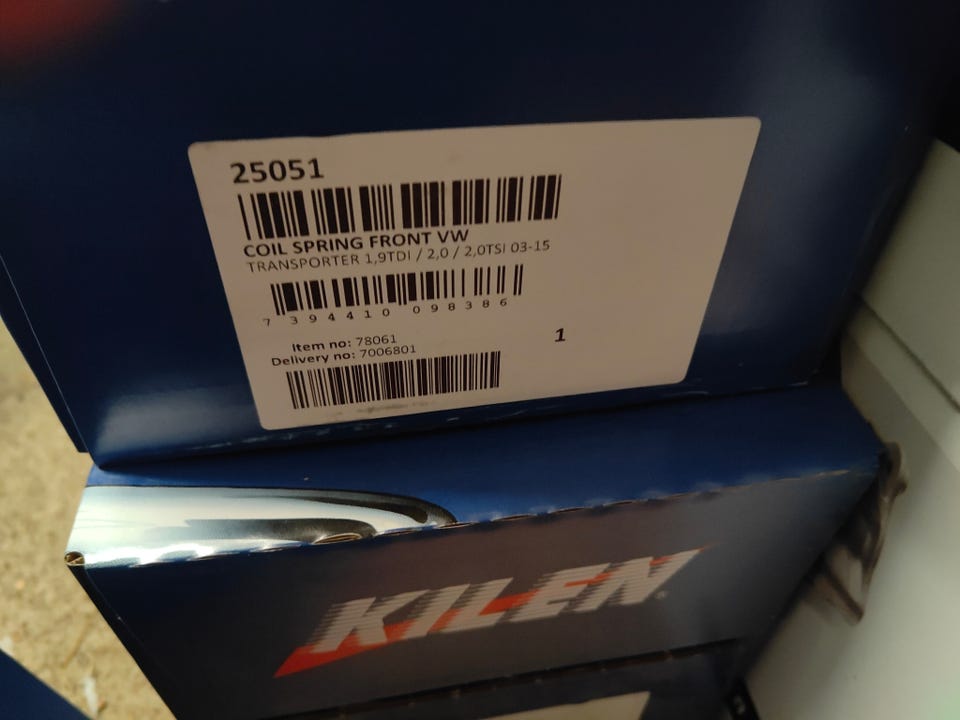 25051
COIL SPRING FRONT VW
TRANSPORTER 1,9TDI / 2,0 / 2,0TSI 03-15
7 394410 098386
Item no: 78061
1
Delivery no: 7006801
KILEN®